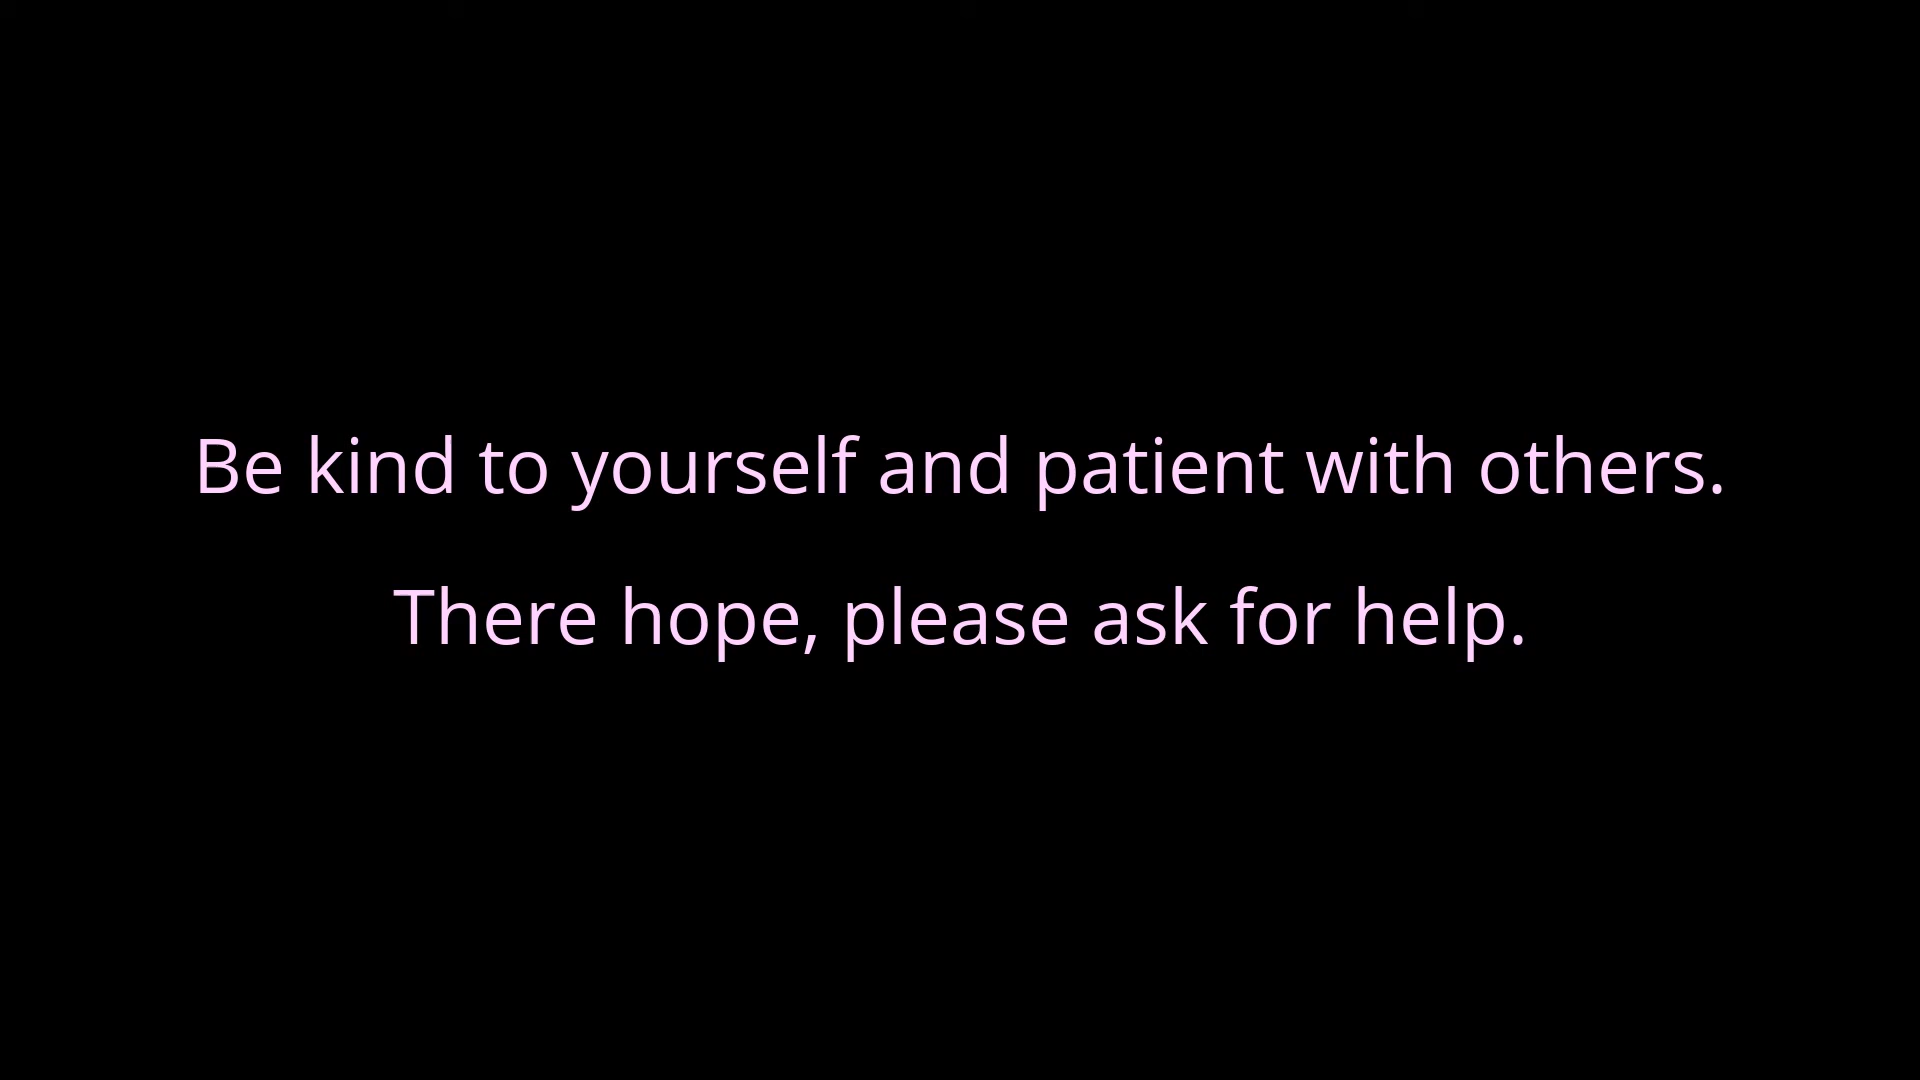 Be kind to yourself and patient with others.
There hope, please ask for help.